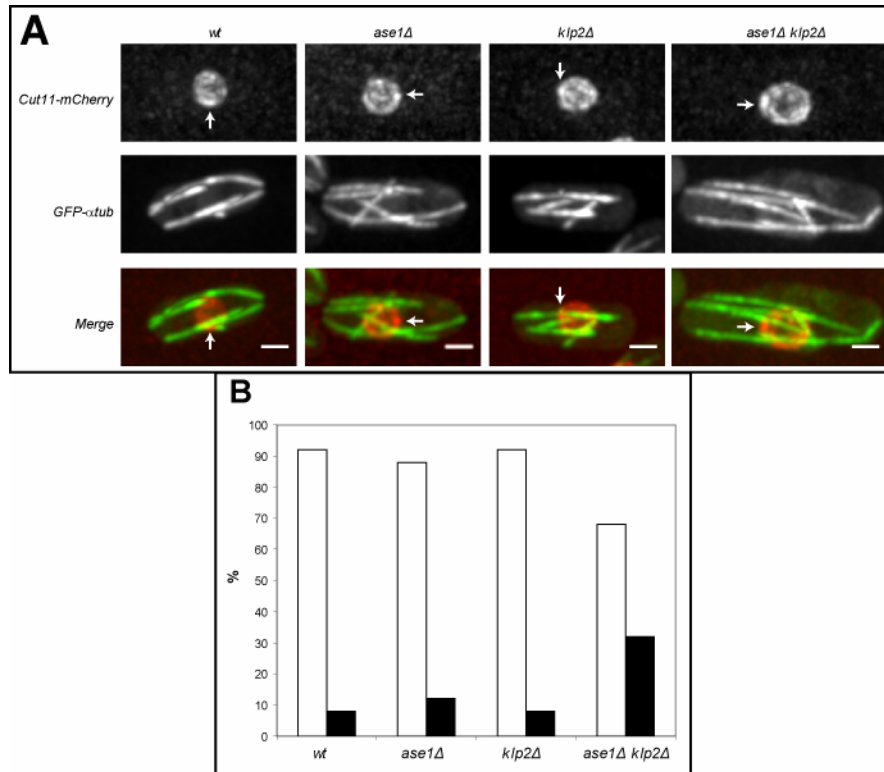 A
wt ase1Δ klp2Δ ase1Δ klp2Δ
Cut11-mCherry
GFP-αtub
Merge
B
100
90
80
70
60
50
40
30
20
10
0
%
wt ase1Δ klp2Δ ase1Δ klp2Δ